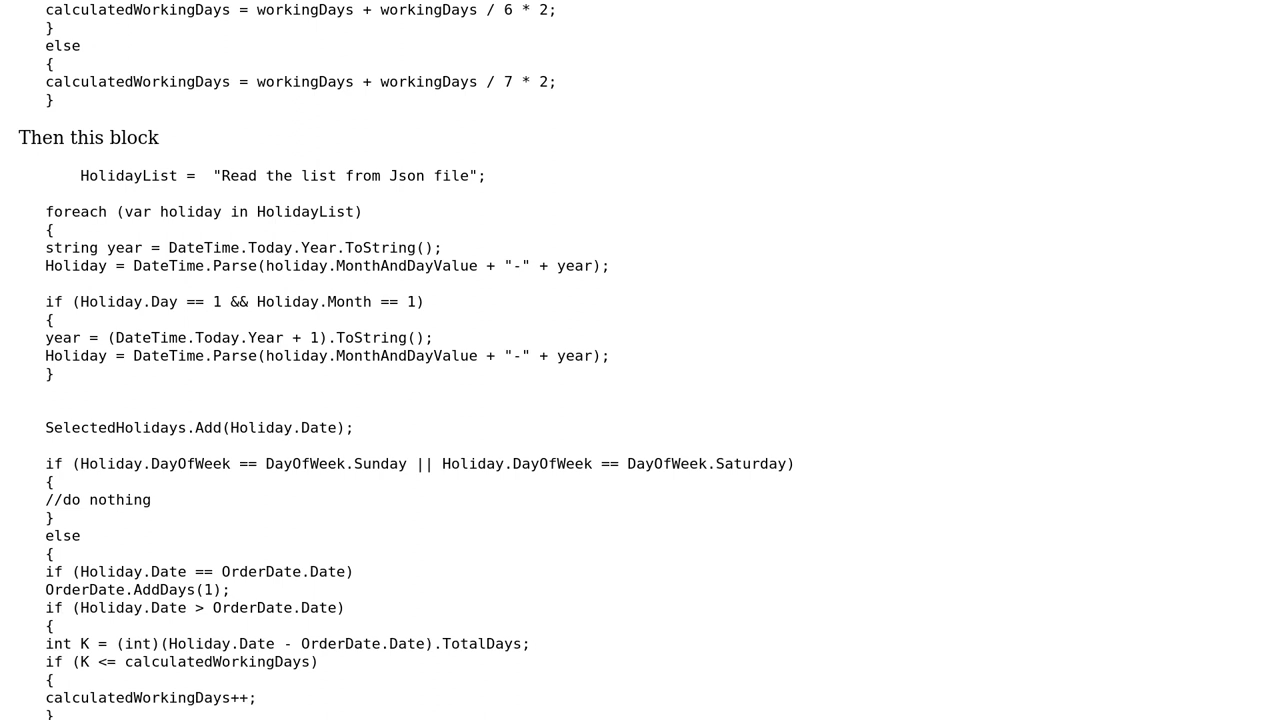 calculatedWorkingDays = workingDays + workingDays / 6 * 2;
}
else
{
calculatedWorkingDays = workingDays + workingDays / 7 * 2;
}
Then this block
HolidayList =  "Read the list from Json file";
foreach (var holiday in HolidayList)
{
string year = DateTime.Today.Year.ToString();
Holiday = DateTime.Parse(holiday.MonthAndDayValue + "-" + year);
if (Holiday.Day == 1 && Holiday.Month == 1)
{
year = (DateTime.Today.Year + 1).ToString();
Holiday = DateTime.Parse(holiday.MonthAndDayValue + "-" + year);
}
SelectedHolidays.Add(Holiday.Date);
if (Holiday.DayOfWeek == DayOfWeek.Sunday || Holiday.DayOfWeek == DayOfWeek.Saturday)
{
//do nothing
}
else
{
if (Holiday.Date == OrderDate.Date)
OrderDate.AddDays(1);
if (Holiday.Date > OrderDate.Date)
{
int K = (int)(Holiday.Date - OrderDate.Date).TotalDays;
if (K <= calculatedWorkingDays)
{
calculatedWorkingDays++;
}